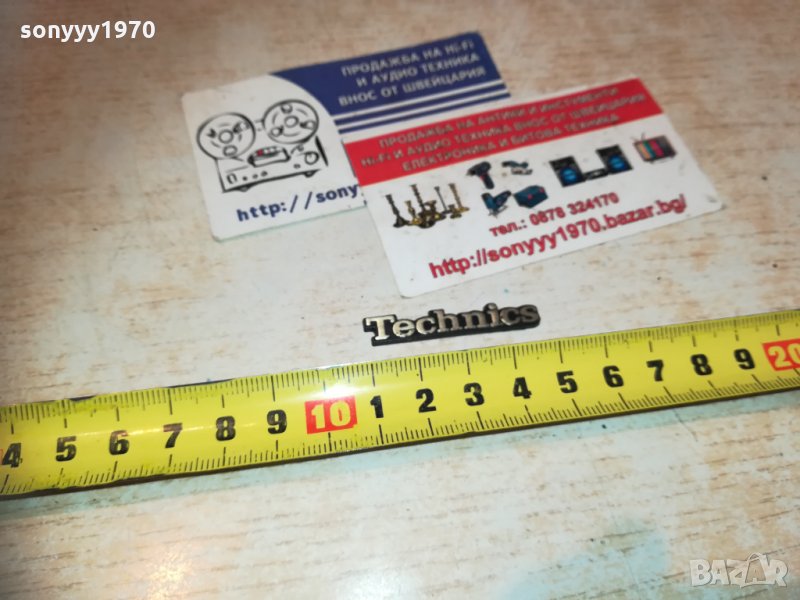 sonyyy1970
ПРОДАЖБА НА Hi-Fi
И АУДИО ТЕХНИКА
ВНОС ОТ ШВЕЙЦАРИЯ
http://sony
ПРОДАЖБА НА АНТИКИ И ИНСТУМЕНТИ
Hi-Fi И АУДИО ТЕХНИКА ВНОС ОТ ШВЕЙЦАРИЯ
ЕЛЕКТРОНИКА И БИТОВА ТЕХНИКА
тел.: 0878 324170
http://sonyyy1970.bazar.bg/
Technics
4 5 6 7 8 9 10 1 2 3 4 5 6 7 8 9 20
BAZAR